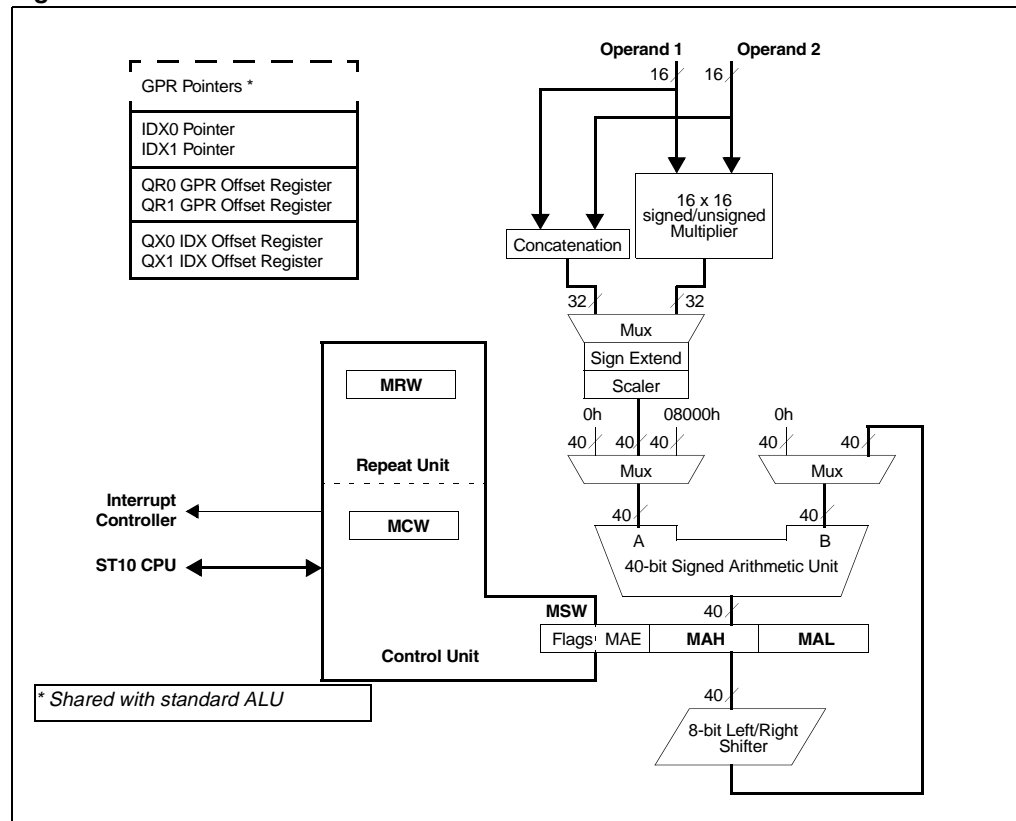 GPR Pointers *
IDX0 Pointer
IDX1 Pointer
QR0 GPR Offset Register
QR1 GPR Offset Register
QX0 IDX Offset Register
QX1 IDX Offset Register
Operand 1
Operand 2
16
16
16 x 16
signed/unsigned
Multiplier
Concatenation
32
32
Mux
Sign Extend
Scaler
0h
08000h
0h
40
40
40
40
40
Mux
Mux
40
40
A
B
40-bit Signed Arithmetic Unit
40
MRW
Repeat Unit
Interrupt
Controller
MCW
ST10 CPU
MSW
Flags
MAE
MAH
MAL
Control Unit
40
* Shared with standard ALU
8-bit Left/Right
Shifter